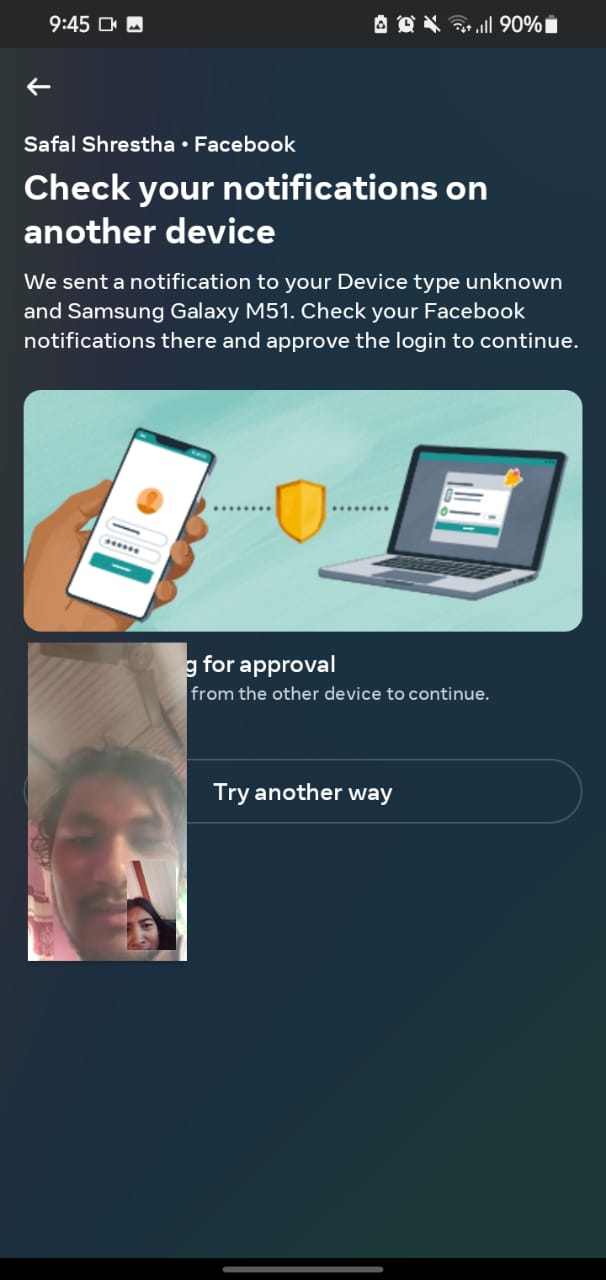 9:45 90%
Safal Shrestha • Facebook
Check your notifications on
another device
We sent a notification to your Device type unknown
and Samsung Galaxy M51. Check your Facebook
notifications there and approve the login to continue.
g for approval
from the other device to continue.
Try another way